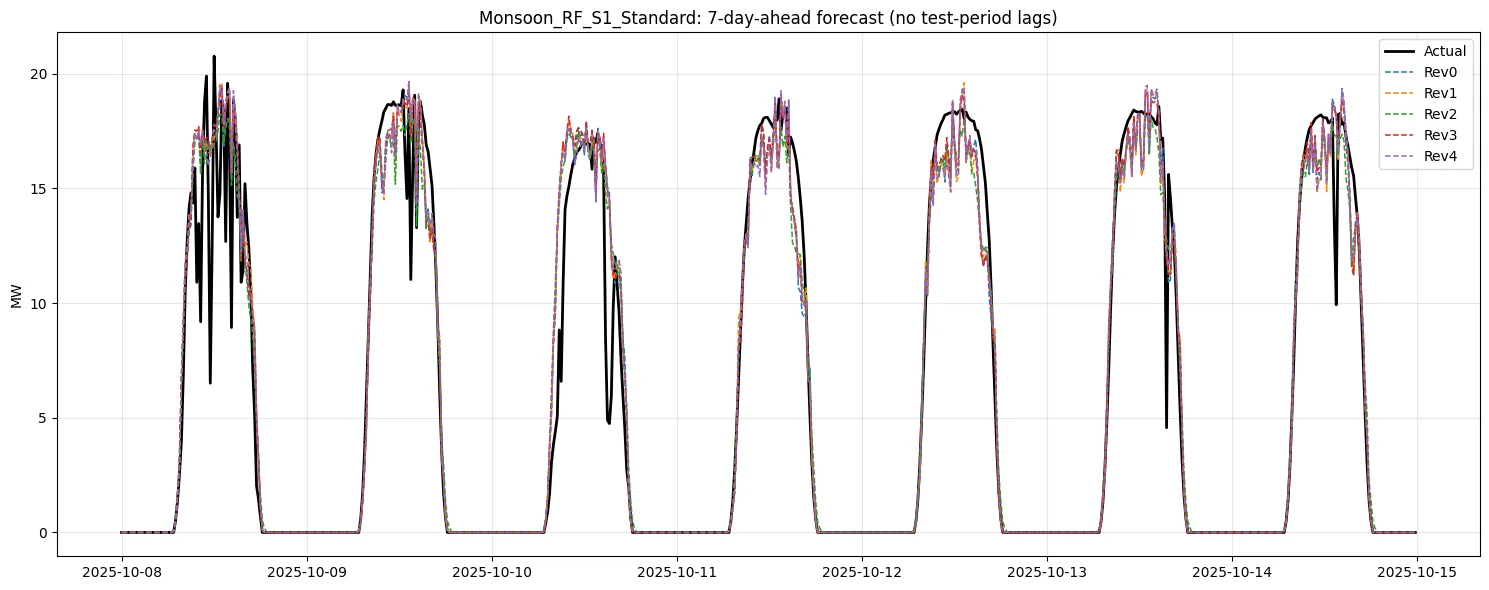 Monsoon_RF_S1_Standard: 7-day-ahead forecast (no test-period lags)
Actual
Rev0
Rev1
Rev2
Rev3
Rev4
MW
20
15
10
5
0
2025-10-08
2025-10-09
2025-10-10
2025-10-11
2025-10-12
2025-10-13
2025-10-14
2025-10-15